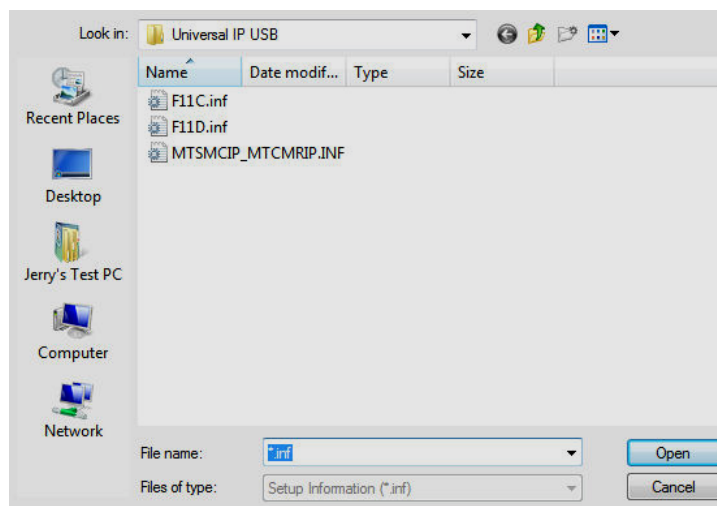 Look in: Universal IP USB
Name Date modif... Type Size
F11C.inf
F11D.inf
MTSMCIP_MTCMRIP.INF
Recent Places
Desktop
Jerry's Test PC
Computer
Network
File name: *.inf Open
Files of type: Setup Information (*.inf) Cancel